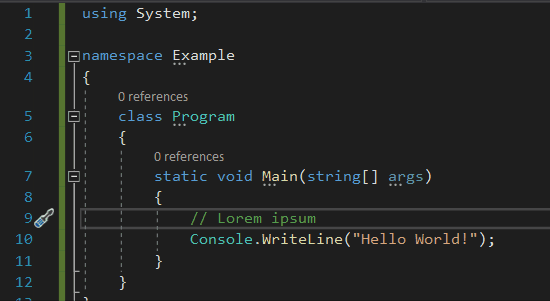 1 using System;
2
3 namespace Example
4 {
0 references
5 class Program
6 {
0 references
7 static void Main(string[] args)
8 {
9 // Lorem ipsum
10 Console.WriteLine("Hello World!");
11 }
12 }
13 }